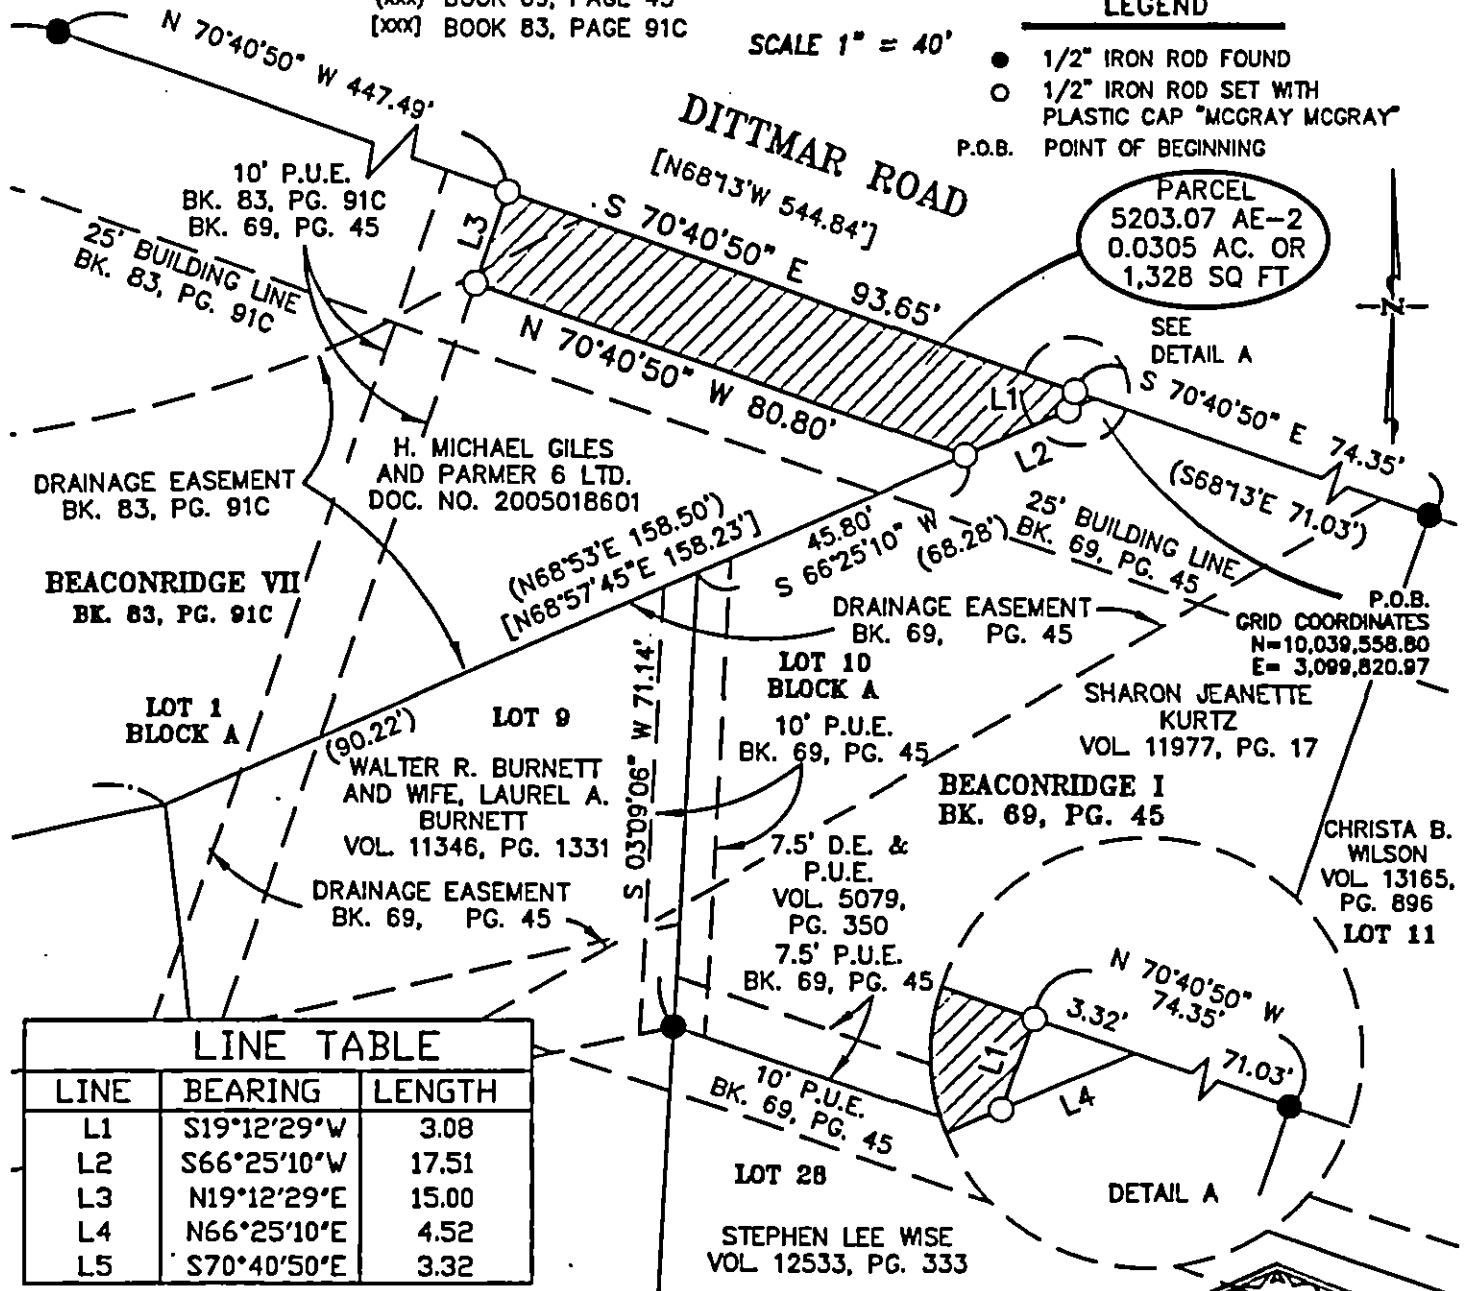 (xxx) BOOK 69, PAGE 45
[xxx] BOOK 83, PAGE 91C
SCALE 1" = 40'
LEGEND
1/2" IRON ROD FOUND
1/2" IRON ROD SET WITH
PLASTIC CAP "MCGRAY MCGRAY"
P.O.B. POINT OF BEGINNING
N 70°40'50" W 447.49'
DITTMAR ROAD
[N68°13'W 544.84']
PARCEL
5203.07 AE-2
0.0305 AC. OR
1,328 SQ FT
N
10' P.U.E.
BK. 83, PG. 91C
BK. 69, PG. 45
25' BUILDING LINE
BK. 83, PG. 91C
L3
S 70°40'50" E 93.65'
N 70°40'50" W 80.80'
SEE
DETAIL A
L1
L2
S 70°40'50" E 74.35'
(S68°13'E 71.03')
DRAINAGE EASEMENT
BK. 83, PG. 91C
H. MICHAEL GILES
AND PARMER 6 LTD.
DOC. NO. 2005018601
(N68°53'E 158.50')
[N68°57'45"E 158.23']
45.80'
S 66°25'10" W
(68.28')
25' BUILDING LINE
BK. 69, PG. 45
BEACONRIDGE VII
BK. 83, PG. 91C
DRAINAGE EASEMENT
BK. 69, PG. 45
P.O.B.
GRID COORDINATES
N=10,039,558.80
E= 3,099,820.97
LOT 1
BLOCK A
(90.22')
LOT 9
WALTER R. BURNETT
AND WIFE, LAUREL A.
BURNETT
VOL. 11346, PG. 1331
S 03°09'06" W 71.14'
LOT 10
BLOCK A
10' P.U.E.
BK. 69, PG. 45
SHARON JEANETTE
KURTZ
VOL. 11977, PG. 17
BEACONRIDGE I
BK. 69, PG. 45
DRAINAGE EASEMENT
BK. 69, PG. 45
7.5' D.E. &
P.U.E.
VOL. 5079,
PG. 350
7.5' P.U.E.
BK. 69, PG. 45
CHRISTA B.
WILSON
VOL. 13165,
PG. 896
LOT 11
10' P.U.E.
BK. 69, PG. 45
N 70°40'50" W
74.35'
3.32'
71.03'
L1
L4
DETAIL A
LOT 28
STEPHEN LEE WISE
VOL. 12533, PG. 333
LINE TABLE
LINE BEARING LENGTH
L1 S19°12'29"W 3.08
L2 S66°25'10"W 17.51
L3 N19°12'29"E 15.00
L4 N66°25'10"E 4.52
L5 S70°40'50"E 3.32